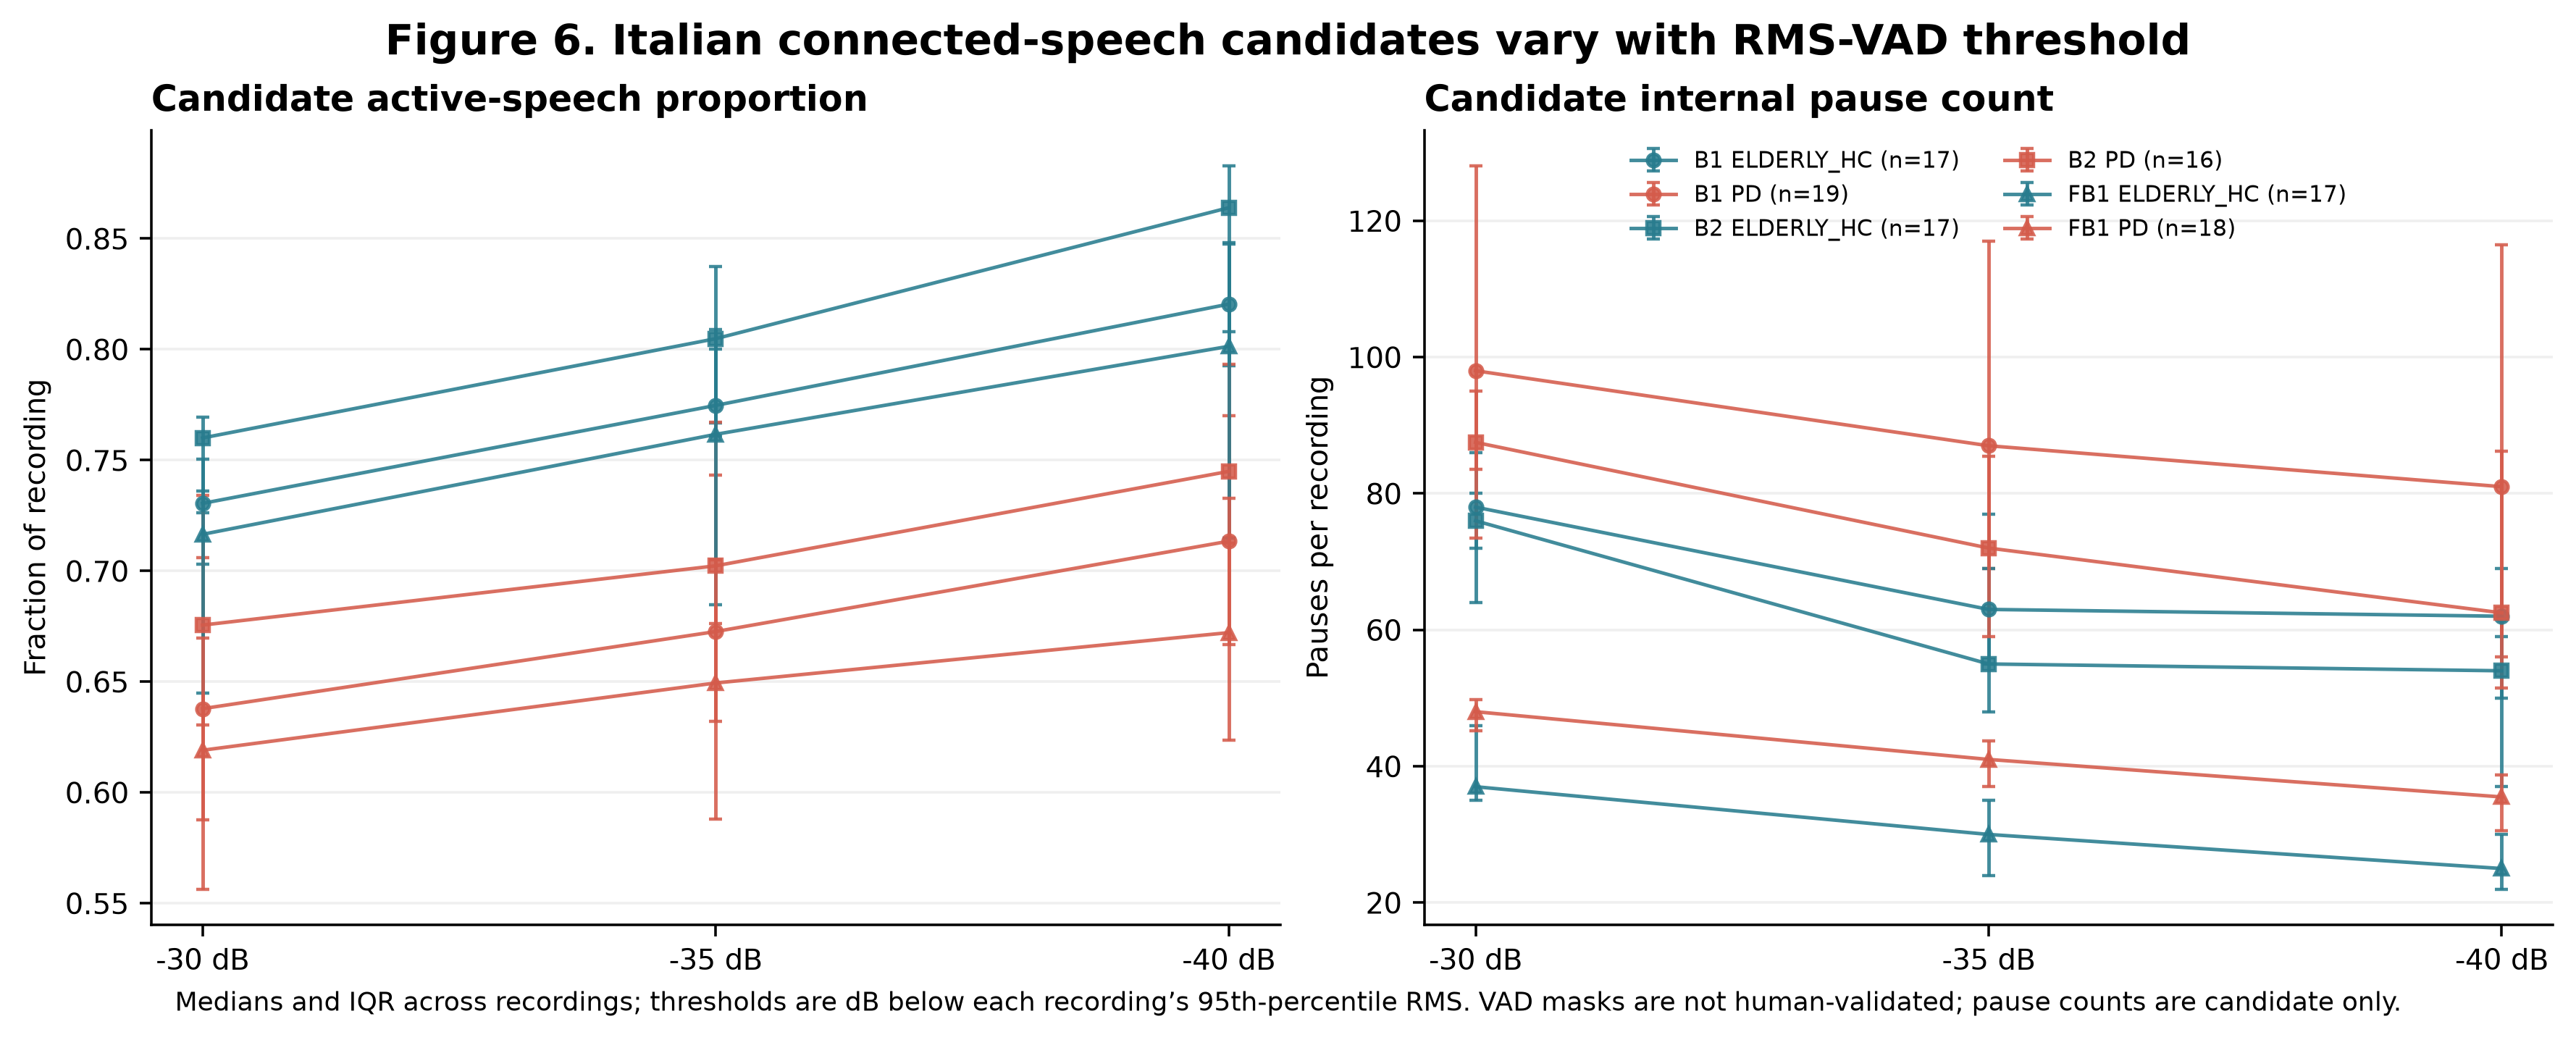 Figure 6. Italian connected-speech candidates vary with RMS-VAD threshold
Candidate active-speech proportion
Fraction of recording
0.85
0.80
0.75
0.70
0.65
0.60
0.55
-30 dB
-35 dB
-40 dB
Candidate internal pause count
Pauses per recording
B1 ELDERLY_HC (n=17)
B1 PD (n=19)
B2 ELDERLY_HC (n=17)
B2 PD (n=16)
FB1 ELDERLY_HC (n=17)
FB1 PD (n=18)
120
100
80
60
40
20
-30 dB
-35 dB
-40 dB
Medians and IQR across recordings; thresholds are dB below each recording’s 95th-percentile RMS. VAD masks are not human-validated; pause counts are candidate only.